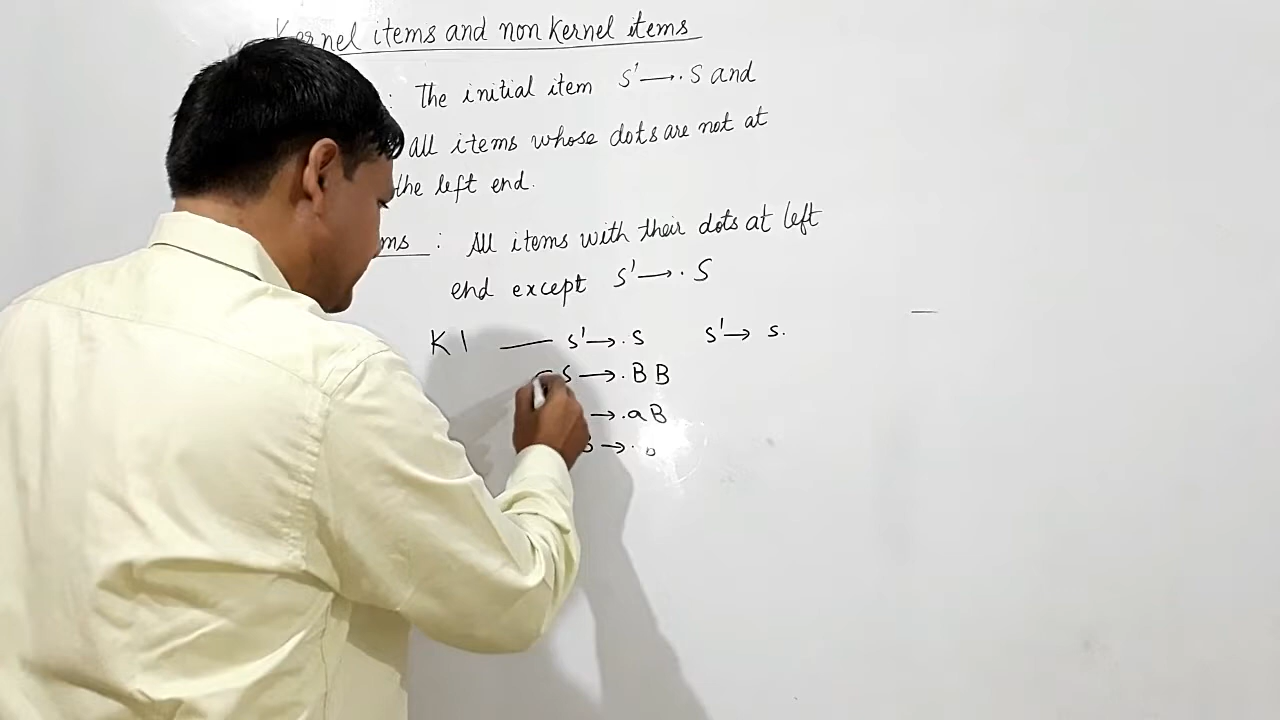 Kernel items and non Kernel items
: The initial item S' → . S and
all items whose dots are not at
the left end.
ms : All items with their dots at left
end except S' → . S
K I — S' → . S S' → S .
S → . B B
→ . a B
B → .